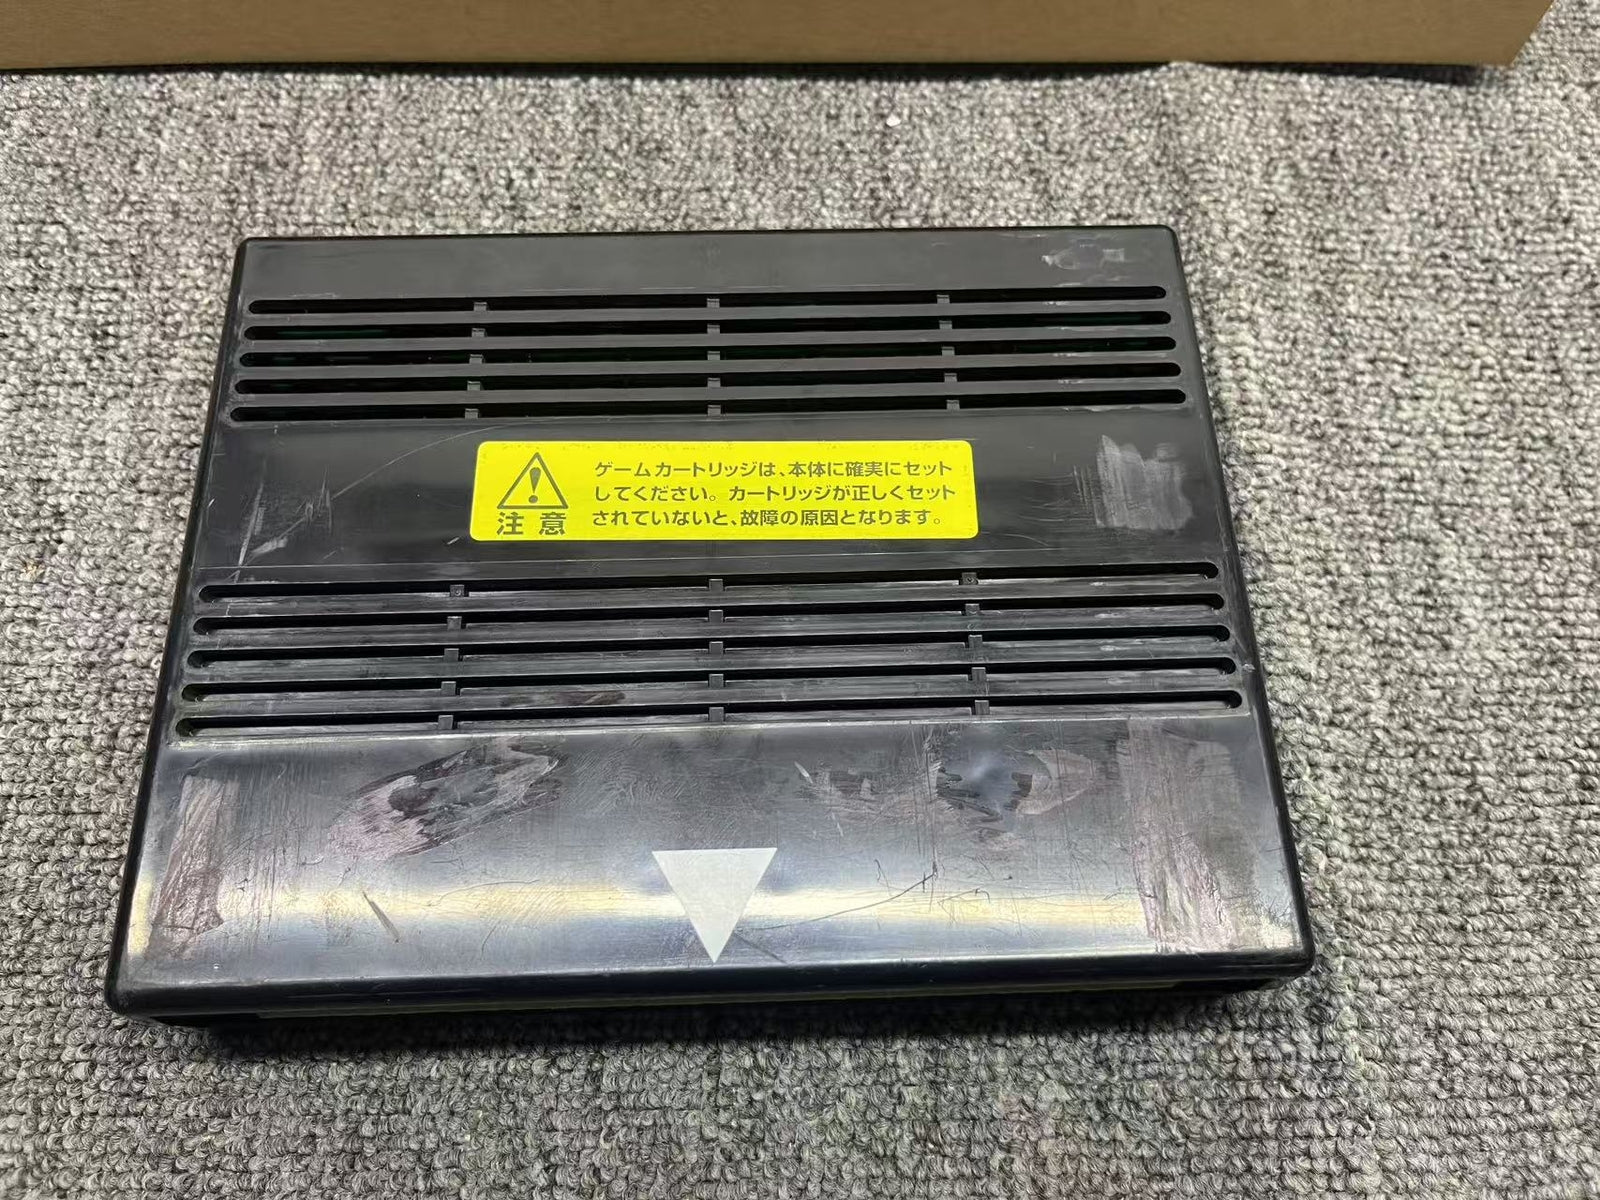 ゲームカートリッジは、本体に確実にセット
してください。カートリッジが正しくセット
されていないと、故障の原因となります。
注意